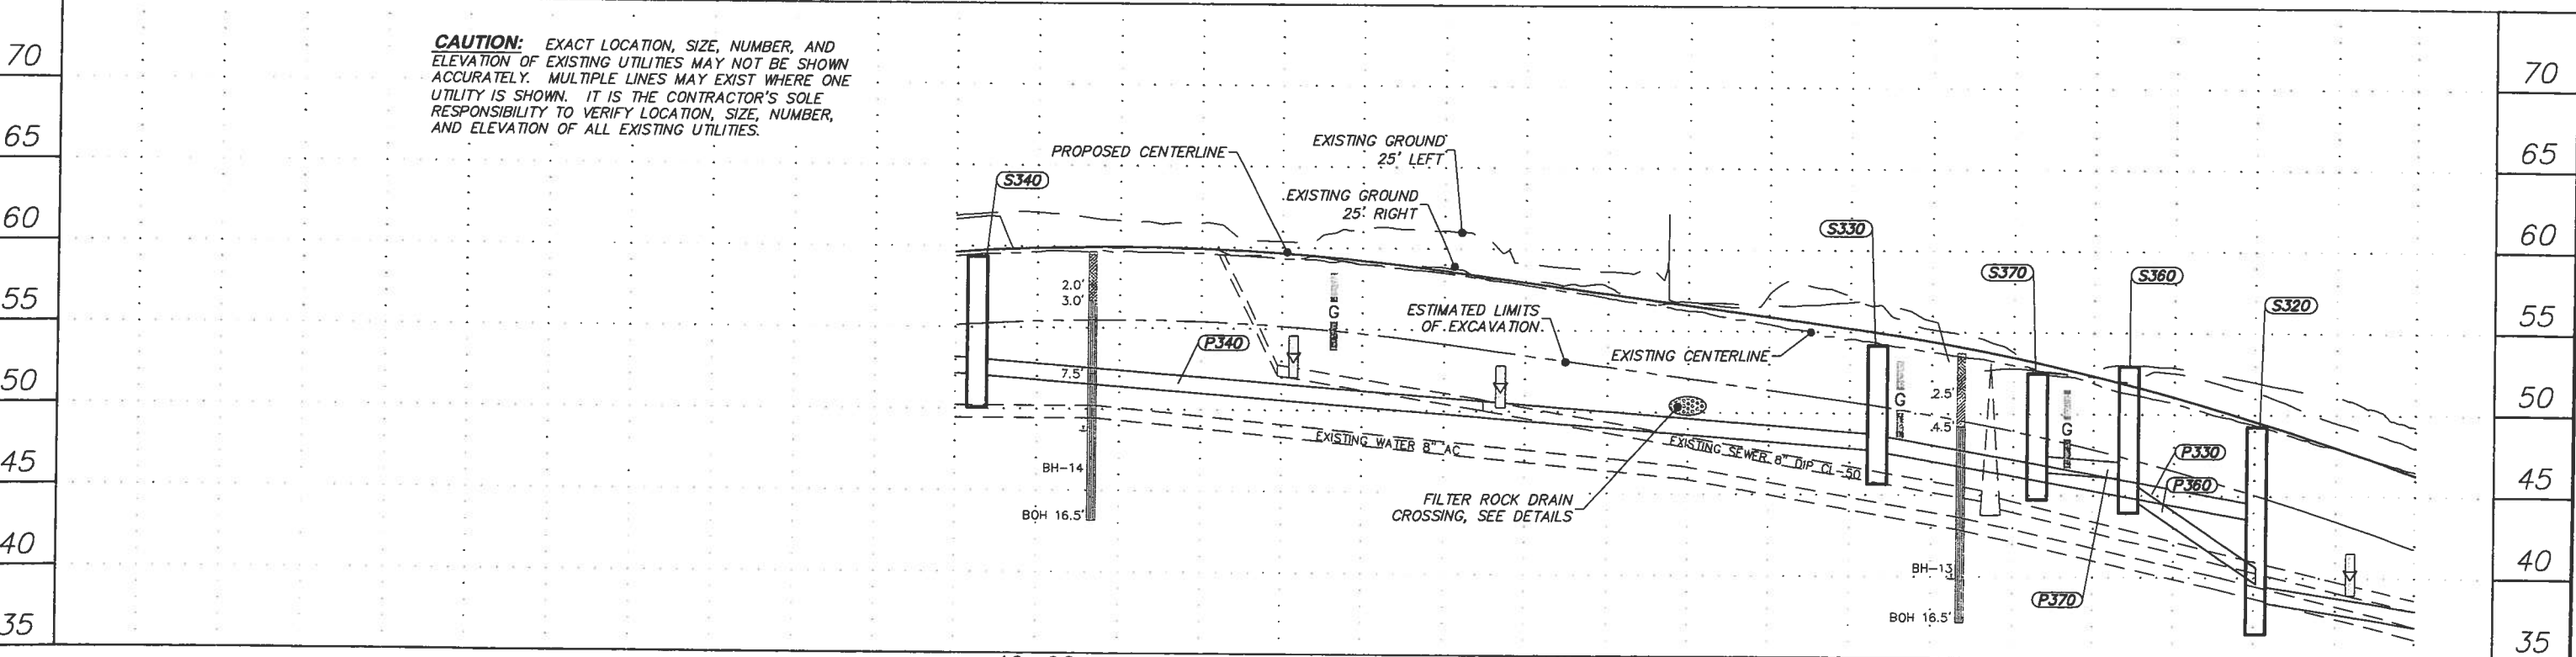 70
65
60
55
50
45
40
35
CAUTION: EXACT LOCATION, SIZE, NUMBER, AND
ELEVATION OF EXISTING UTILITIES MAY NOT BE SHOWN
ACCURATELY. MULTIPLE LINES MAY EXIST WHERE ONE
UTILITY IS SHOWN. IT IS THE CONTRACTOR'S SOLE
RESPONSIBILITY TO VERIFY LOCATION, SIZE, NUMBER,
AND ELEVATION OF ALL EXISTING UTILITIES.
S340
PROPOSED CENTERLINE
EXISTING GROUND
25' LEFT
EXISTING GROUND
25' RIGHT
2.0'
3.0'
7.5'
BH-14
BOH 16.5'
P340
G
ESTIMATED LIMITS
OF EXCAVATION
EXISTING CENTERLINE
EXISTING WATER 8" AC
EXISTING SEWER 8" DIP CL-50
FILTER ROCK DRAIN
CROSSING, SEE DETAILS
S330
G
2.5'
4.5'
BH-13
BOH 16.5'
S370
G
S360
S320
P330
P360
P370
70
65
60
55
50
45
40
35